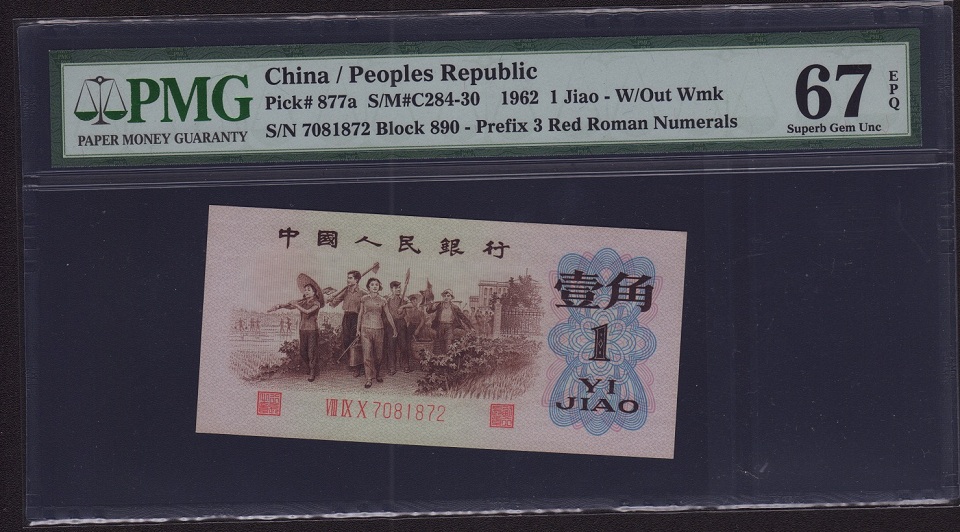 PMG
PAPER MONEY GUARANTY
China / Peoples Republic
Pick# 877a S/M#C284-30 1962 1 Jiao - W/Out Wmk
S/N 7081872 Block 890 - Prefix 3 Red Roman Numerals
67
EPQ
Superb Gem Unc
中國人民銀行
壹角
1
YI
JIAO
VIII IX X 7081872